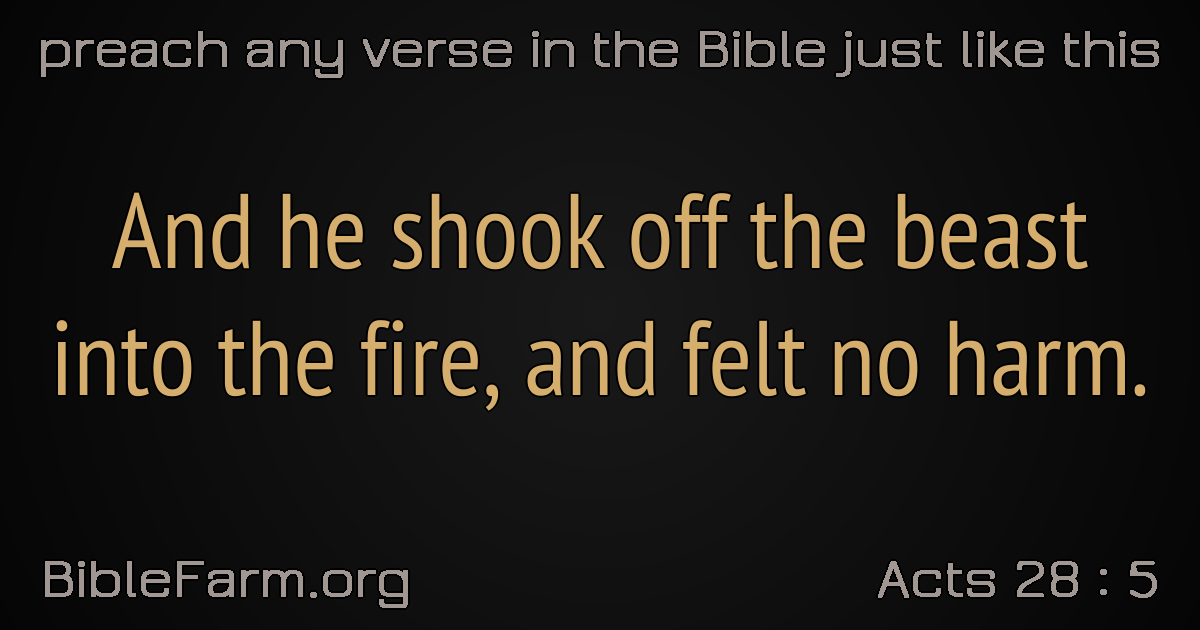 preach any verse in the Bible just like this
And he shook off the beast
into the fire, and felt no harm.
BibleFarm.org
Acts 28 : 5